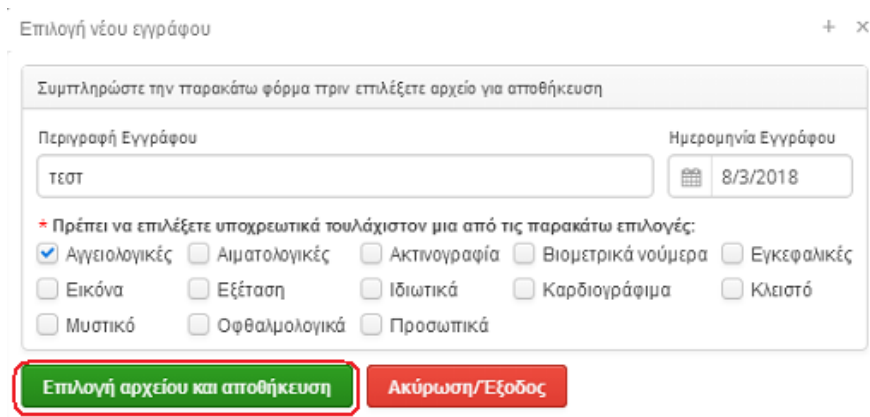 Επιλογή νέου εγγράφου
Συμπληρώστε την παρακάτω φόρμα πριν επιλέξετε αρχείο για αποθήκευση
Περιγραφή Εγγράφου Ημερομηνία Εγγράφου
τεστ 8/3/2018
* Πρέπει να επιλέξετε υποχρεωτικά τουλάχιστον μια από τις παρακάτω επιλογές:
Αγγειολογικές Αιματολογικές Ακτινογραφία Βιομετρικά νούμερα Εγκεφαλικές
Εικόνα Εξέταση Ιδιωτικά Καρδιογράφιμα Κλειστό
Μυστικό Οφθαλμολογικά Προσωπικά
Επιλογή αρχείου και αποθήκευση Ακύρωση/Έξοδος